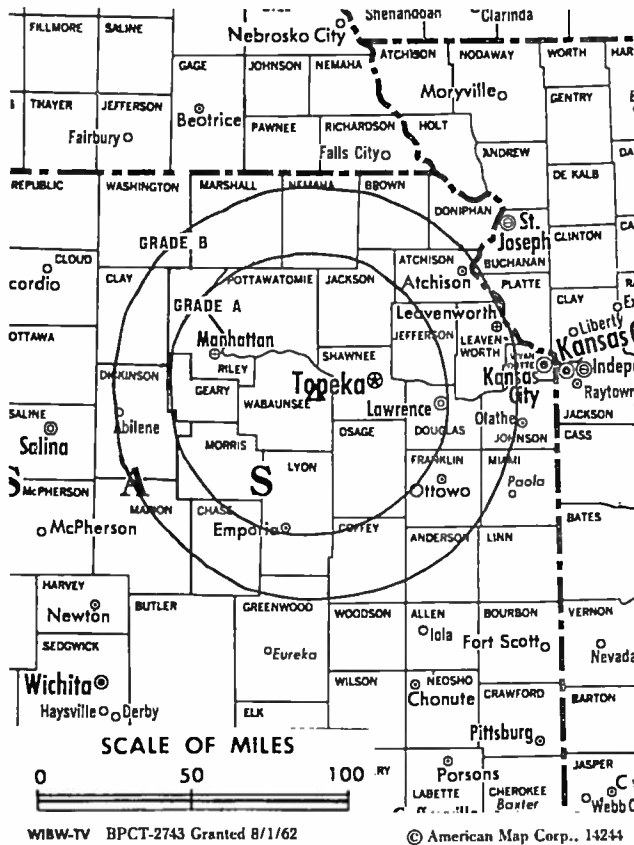 Shenandoah
Clarinda
Nebrosko City
ATCHISON
NODAWAY
WORTH
HAR
FILLMORE
SALINE
GAGE
JOHNSON
NEMAHA
Moryville
GENTRY
THAYER
JEFFERSON
Beotrice
PAWNEE
RICHARDSON
HOLT
Fairbury
Falls City
ANDREW
DE KALB
REPUBLIC
WASHINGTON
MARSHALL
NEMAHA
BROWN
DONIPHAN
St.
Joseph
CLINTON
GRADE B
CLOUD
cordio
CLAY
POTTAWATOMIE
JACKSON
ATCHISON
Atchison
BUCHANAN
PLATTE
CLAY
GRADE A
Leavenworth
Liberty
OTTAWA
Manhattan
JEFFERSON
LEAVEN-
WORTH
WYAN
DOTTE
Kansas
SHAWNEE
RILEY
DICKINSON
GEARY
WABAUNSEE
Topeka
Kansas
City
Indepe
Raytown
SALINE
Abilene
Lawrence
DOUGLAS
Olathe
JOHNSON
JACKSON
Salina
MORRIS
OSAGE
CASS
LYON
FRANKLIN
MIAMI
S
A
S
McPHERSON
Ottowo
Paola
MARION
CHASE
Emporia
COFFEY
BATES
McPherson
ANDERSON
LINN
HARVEY
Newton
BUTLER
GREENWOOD
WOODSON
ALLEN
BOURBON
VERNON
SEDGWICK
Iola
Fort Scott
Nevada
Eureka
Wichita
WILSON
NEOSHO
Chonute
CRAWFORD
BARTON
Haysville
Derby
ELK
Pittsburg
SCALE OF MILES
RY
Porsons
JASPER
0 50 100
LABETTE
CHEROKEE
Baxter
Webb C
WIBW-TV BPCT-2743 Granted 8/1/62
© American Map Corp., 14244